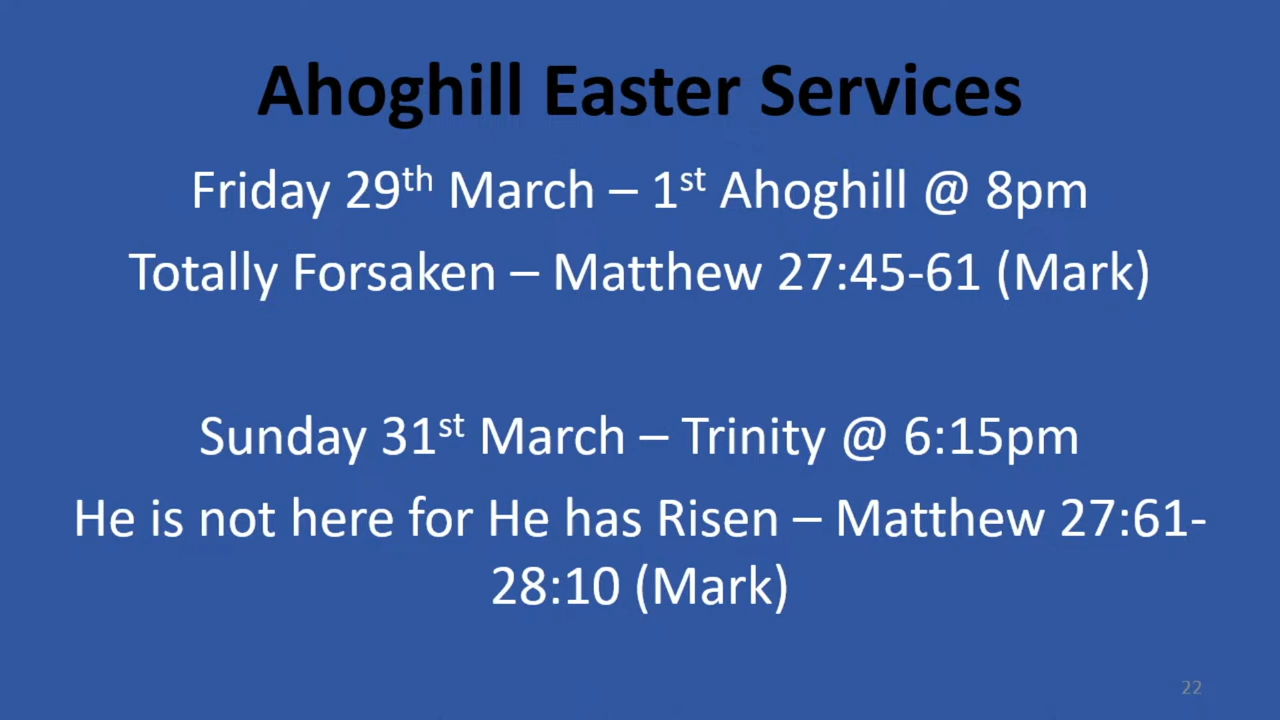 Ahoghill Easter Services
Friday 29th March – 1st Ahoghill @ 8pm
Totally Forsaken – Matthew 27:45-61 (Mark)
Sunday 31st March – Trinity @ 6:15pm
He is not here for He has Risen – Matthew 27:61-
28:10 (Mark)
22